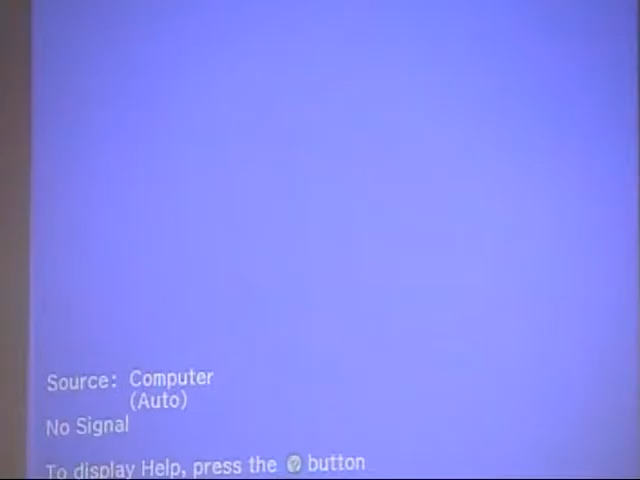 Source: Computer
(Auto)
No Signal
To display Help, press the ? button